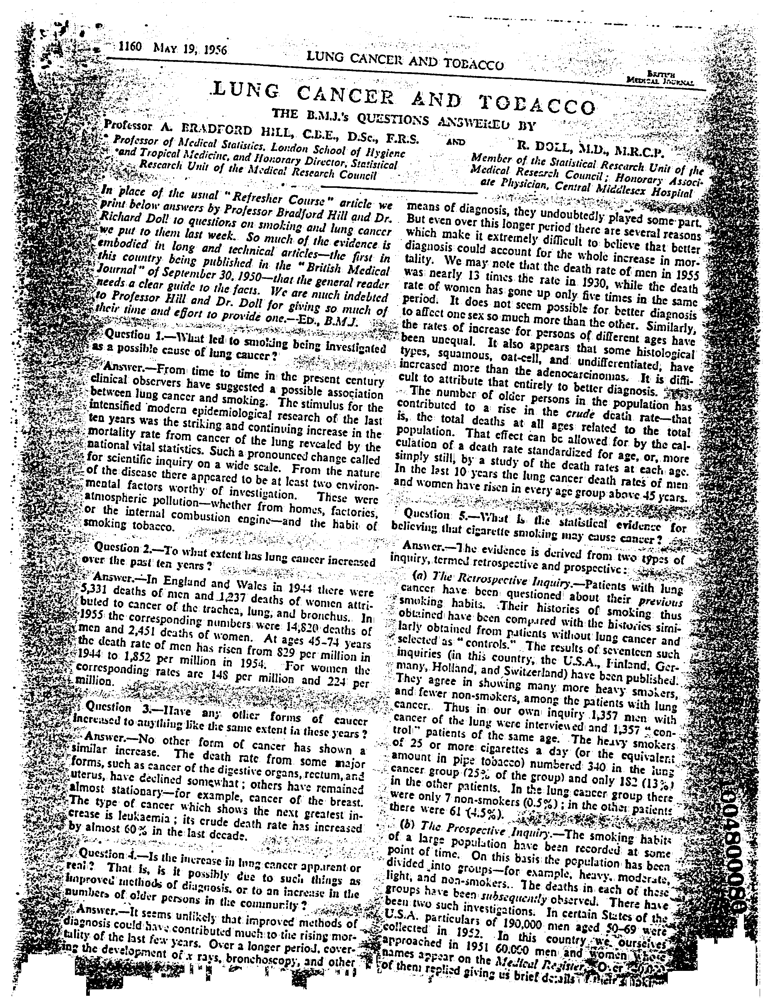 1160 MAY 19, 1956
LUNG CANCER AND TOBACCO
BRITISH
MEDICAL JOURNAL
LUNG CANCER AND TOBACCO
THE B.M.J.'s QUESTIONS ANSWERED BY
Professor A. BRADFORD HILL, C.B.E., D.Sc., F.R.S.
Professor of Medical Statistics, London School of Hygiene
and Tropical Medicine, and Honorary Director, Statistical
Research Unit of the Medical Research Council
AND
R. DOLL, M.D., M.R.C.P.
Member of the Statistical Research Unit of the
Medical Research Council; Honorary Associ-
ate Physician, Central Middlesex Hospital
In place of the usual "Refresher Course" article we
print below answers by Professor Bradford Hill and Dr.
Richard Doll to questions on smoking and lung cancer
we put to them last week. So much of the evidence is
embodied in long and technical articles—the first in
this country being published in the "British Medical
Journal" of September 30, 1950—that the general reader
needs a clear guide to the facts. We are much indebted
to Professor Hill and Dr. Doll for giving so much of
their time and effort to provide one.—ED., B.M.J.
Question 1.—What led to smoking being investigated
as a possible cause of lung cancer?
Answer.—From time to time in the present century
clinical observers have suggested a possible association
between lung cancer and smoking. The stimulus for the
intensified modern epidemiological research of the last
ten years was the striking and continuing increase in the
mortality rate from cancer of the lung revealed by the
national vital statistics. Such a pronounced change called
for scientific inquiry on a wide scale. From the nature
of the disease there appeared to be at least two environ-
mental factors worthy of investigation. These were
atmospheric pollution—whether from homes, factories,
or the internal combustion engine—and the habit of
smoking tobacco.
Question 2.—To what extent has lung cancer increased
over the past ten years?
Answer.—In England and Wales in 1944 there were
5,331 deaths of men and 1,237 deaths of women attri-
buted to cancer of the trachea, lung, and bronchus. In
1955 the corresponding numbers were 14,820 deaths of
men and 2,451 deaths of women. At ages 45–74 years
the death rate of men has risen from 829 per million in
1944 to 1,852 per million in 1954. For women the
corresponding rates are 148 per million and 224 per
million.
Question 3.—Have any other forms of cancer
increased to anything like the same extent in these years?
Answer.—No other form of cancer has shown a
similar increase. The death rate from some major
forms, such as cancer of the digestive organs, rectum, and
uterus, have declined somewhat; others have remained
almost stationary—for example, cancer of the breast.
The type of cancer which shows the next greatest in-
crease is leukaemia; its crude death rate has increased
by almost 60% in the last decade.
Question 4.—Is the increase in lung cancer apparent or
real? That is, is it possibly due to such things as
improved methods of diagnosis, or to an increase in the
numbers of older persons in the community?
Answer.—It seems unlikely that improved methods of
diagnosis could have contributed much to the rising mor-
tality of the last few years. Over a longer period, cover-
ing the development of x rays, bronchoscopy, and other
means of diagnosis, they undoubtedly played some part.
But even over this longer period there are several reasons
which make it extremely difficult to believe that better
diagnosis could account for the whole increase in mor-
tality. We may note that the death rate of men in 1955
was nearly 13 times the rate in 1930, while the death
rate of women has gone up only five times in the same
period. It does not seem possible for better diagnosis
to affect one sex so much more than the other. Similarly,
the rates of increase for persons of different ages have
been unequal. It also appears that some histological
types, squamous, oat-cell, and undifferentiated, have
increased more than the adenocarcinomas. It is diffi-
cult to attribute that entirely to better diagnosis.
The number of older persons in the population has
contributed to a rise in the crude death rate—that
is, the total deaths at all ages related to the total
population. That effect can be allowed for by the cal-
culation of a death rate standardized for age, or, more
simply still, by a study of the death rates at each age.
In the last 10 years the lung cancer death rates of men
and women have risen in every age group above 45 years.
Question 5.—What is the statistical evidence for
believing that cigarette smoking may cause cancer?
Answer.—The evidence is derived from two types of
inquiry, termed retrospective and prospective:
(a) The Retrospective Inquiry.—Patients with lung
cancer have been questioned about their previous
smoking habits. Their histories of smoking thus
obtained have been compared with the histories simi-
larly obtained from patients without lung cancer and
selected as "controls." The results of seventeen such
inquiries (in this country, the U.S.A., Finland, Ger-
many, Holland, and Switzerland) have been published.
They agree in showing many more heavy smokers,
and fewer non-smokers, among the patients with lung
cancer. Thus in our own inquiry 1,357 men with
cancer of the lung were interviewed and 1,357 "con-
trol" patients of the same age. The heavy smokers
of 25 or more cigarettes a day (or the equivalent
amount in pipe tobacco) numbered 340 in the lung
cancer group (25% of the group) and only 182 (13%)
in the other patients. In the lung cancer group there
were only 7 non-smokers (0.5%); in the other patients
there were 61 (4.5%).
(b) The Prospective Inquiry.—The smoking habits
of a large population have been recorded at some
point of time. On this basis the population has been
divided into groups—for example, heavy, moderate,
light, and non-smokers. The deaths in each of these
groups have been subsequently observed. There have
been two such investigations. In certain States of the
U.S.A. particulars of 190,000 men aged 50–69 were
collected in 1952. In this country we ourselves
approached in 1951 60,000 men and women whose
names appear on the Medical Register. Over
of them replied giving us brief details of their